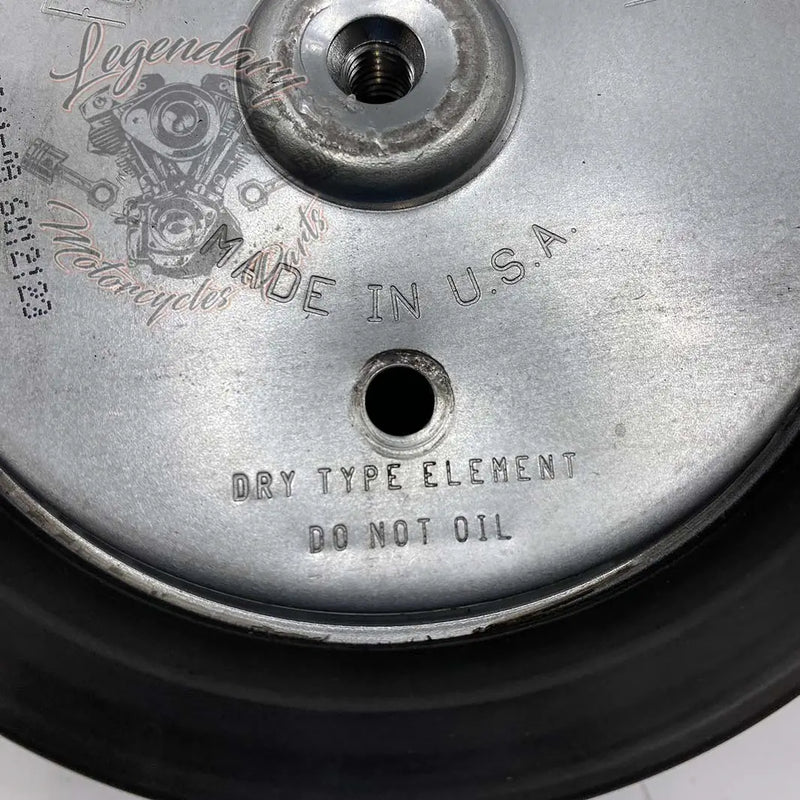 Legendary
Motorcycles Parts
MADE IN U.S.A.
DRY TYPE ELEMENT
DO NOT OIL